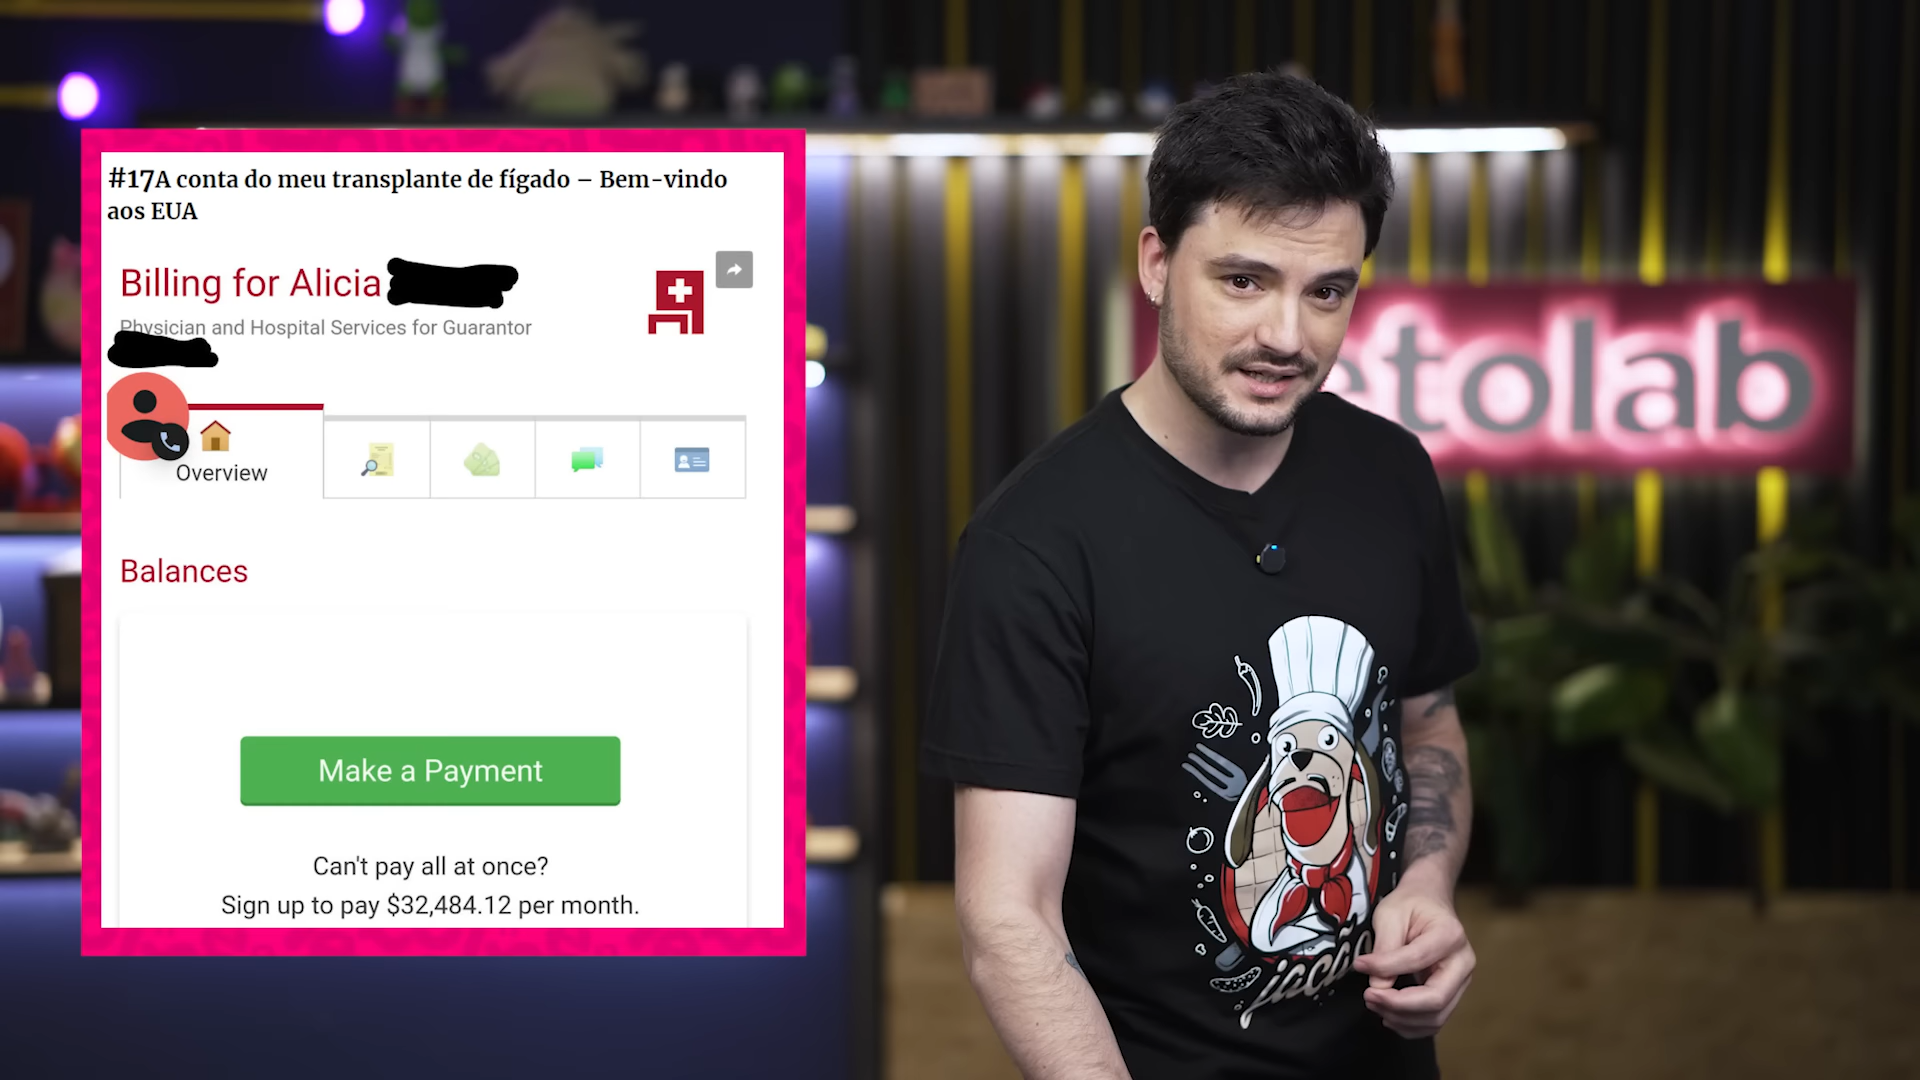 #17A conta do meu transplante de fígado – Bem-vindo
aos EUA
Billing for Alicia
Physician and Hospital Services for Guarantor
Overview
Balances
Make a Payment
Can't pay all at once?
Sign up to pay $32,484.12 per month.
etolab
jacão